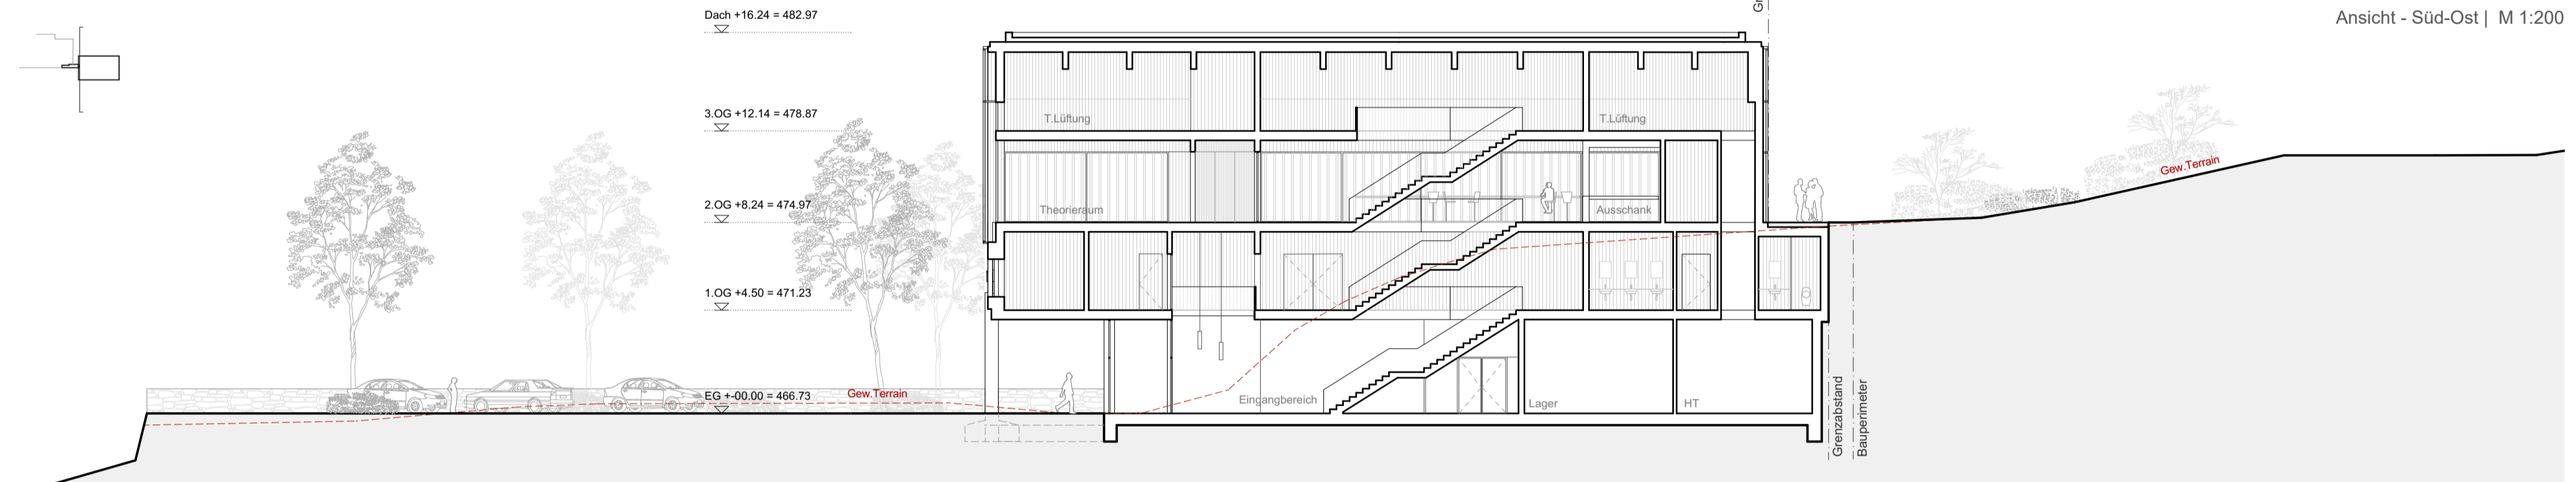 Ansicht - Süd-Ost | M 1:200
Dach +16.24 = 482.97
Gr
3.OG +12.14 = 478.87
T.Lüftung
T.Lüftung
Gew.Terrain
2.OG +8.24 = 474.97
Theorieraum
Ausschank
1.OG +4.50 = 471.23
EG +-00.00 = 466.73
Gew.Terrain
Eingangbereich
Lager
HT
Grenzabstand
Bauperimeter